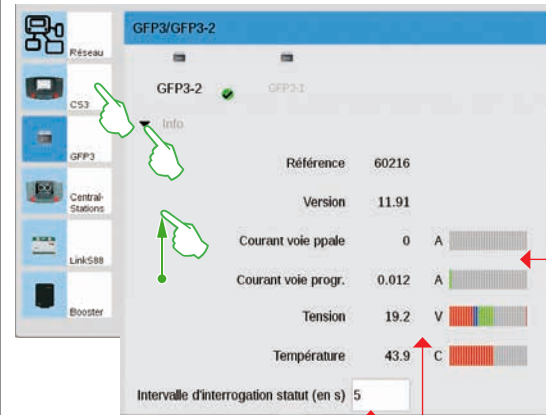 GFP3/GFP3-2
Réseau
CS3
GFP3
Central-
Stations
LinkS88
Booster
GFP3-2
GFP3-1
Info
Référence 60216
Version 11.91
Courant voie ppale 0 A
Courant voie progr. 0.012 A
Tension 19.2 V
Température 43.9 C
Intervalle d'interrogation statut (en s) 5